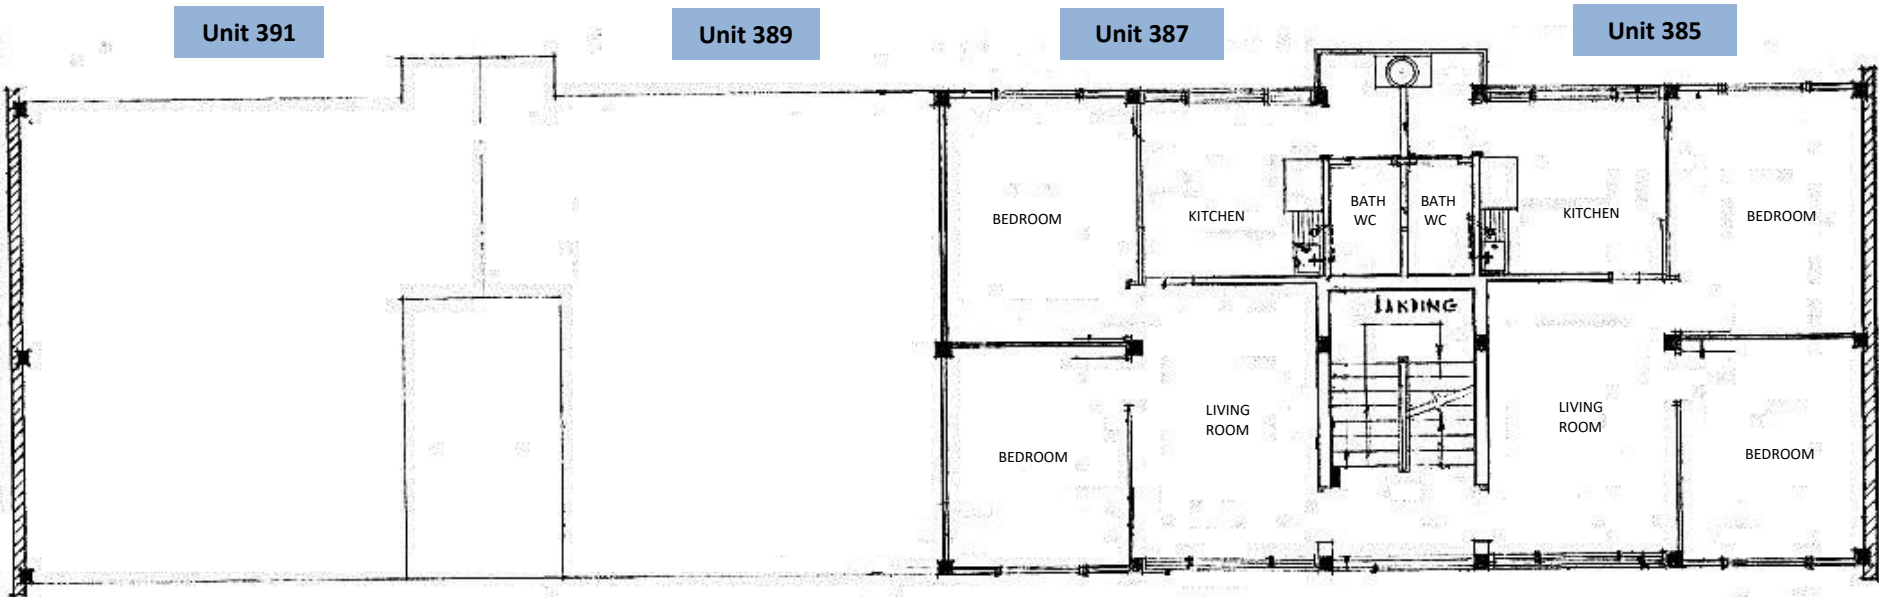 Unit 391
Unit 389
Unit 387
Unit 385
BEDROOM
KITCHEN
BATH
WC
BATH
WC
KITCHEN
BEDROOM
LANDING
BEDROOM
LIVING
ROOM
LIVING
ROOM
BEDROOM